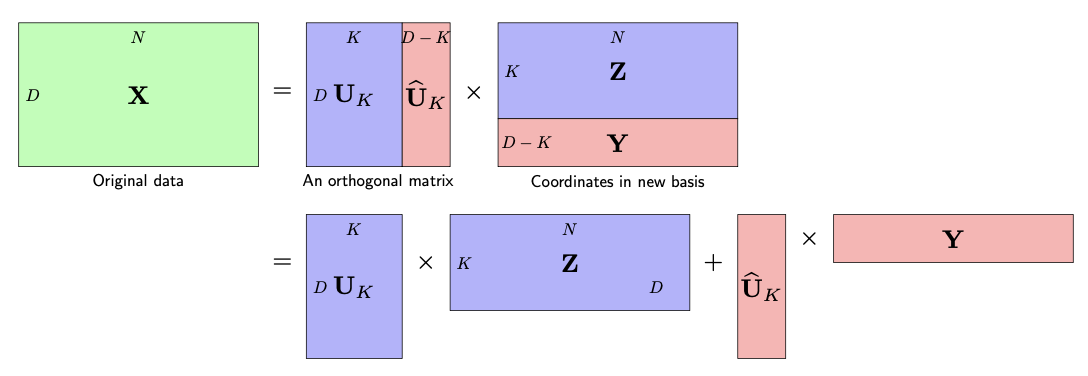 N K D − K N
K Z
D X = D U_K Û_K ×
D − K Y
Original data An orthogonal matrix Coordinates in new basis
K N
= D U_K × K Z + Û_K × Y
D